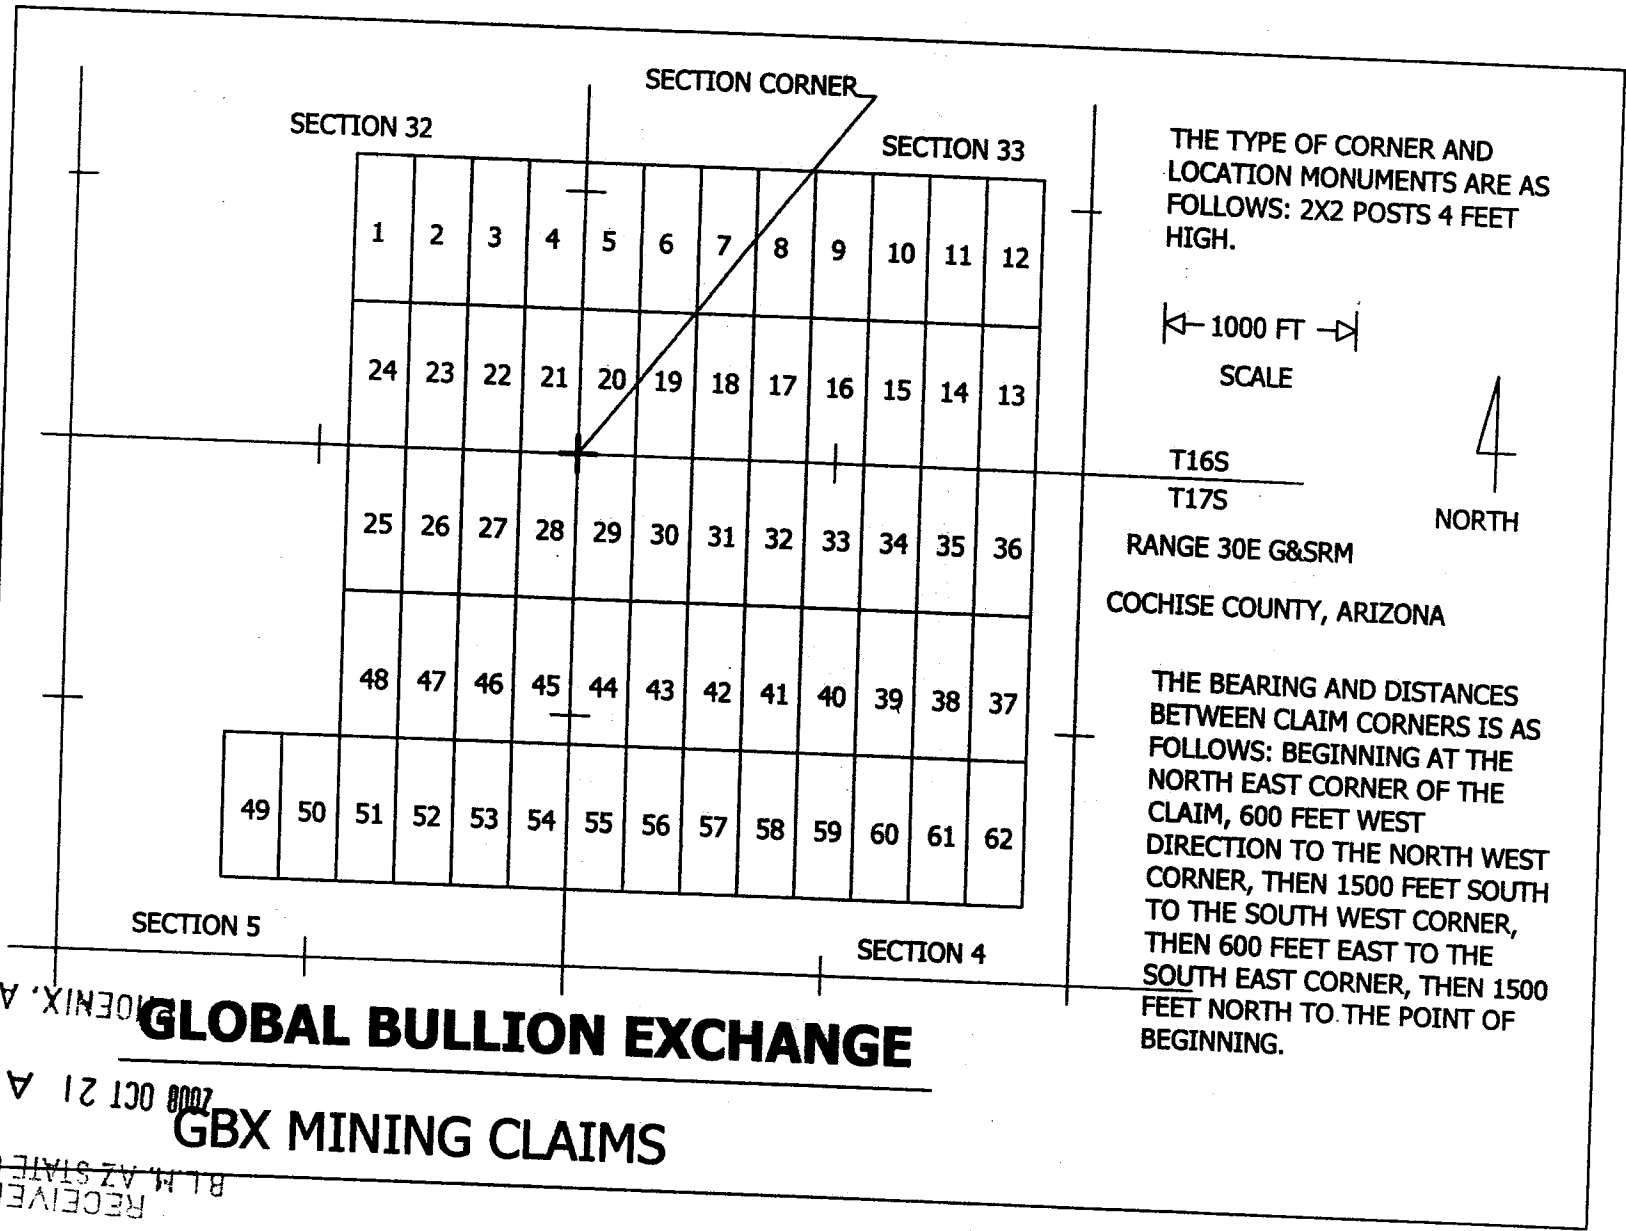 SECTION CORNER
SECTION 32
SECTION 33
1 2 3 4 5 6 7 8 9 10 11 12
24 23 22 21 20 19 18 17 16 15 14 13
25 26 27 28 29 30 31 32 33 34 35 36
48 47 46 45 44 43 42 41 40 39 38 37
49 50 51 52 53 54 55 56 57 58 59 60 61 62
SECTION 5
SECTION 4
THE TYPE OF CORNER AND
LOCATION MONUMENTS ARE AS
FOLLOWS: 2X2 POSTS 4 FEET
HIGH.
1000 FT
SCALE
NORTH
T16S
T17S
RANGE 30E G&SRM
COCHISE COUNTY, ARIZONA
THE BEARING AND DISTANCES
BETWEEN CLAIM CORNERS IS AS
FOLLOWS: BEGINNING AT THE
NORTH EAST CORNER OF THE
CLAIM, 600 FEET WEST
DIRECTION TO THE NORTH WEST
CORNER, THEN 1500 FEET SOUTH
TO THE SOUTH WEST CORNER,
THEN 600 FEET EAST TO THE
SOUTH EAST CORNER, THEN 1500
FEET NORTH TO THE POINT OF
BEGINNING.
GLOBAL BULLION EXCHANGE
GBX MINING CLAIMS
B.L.M. AZ STATE
2008 OCT 21 A